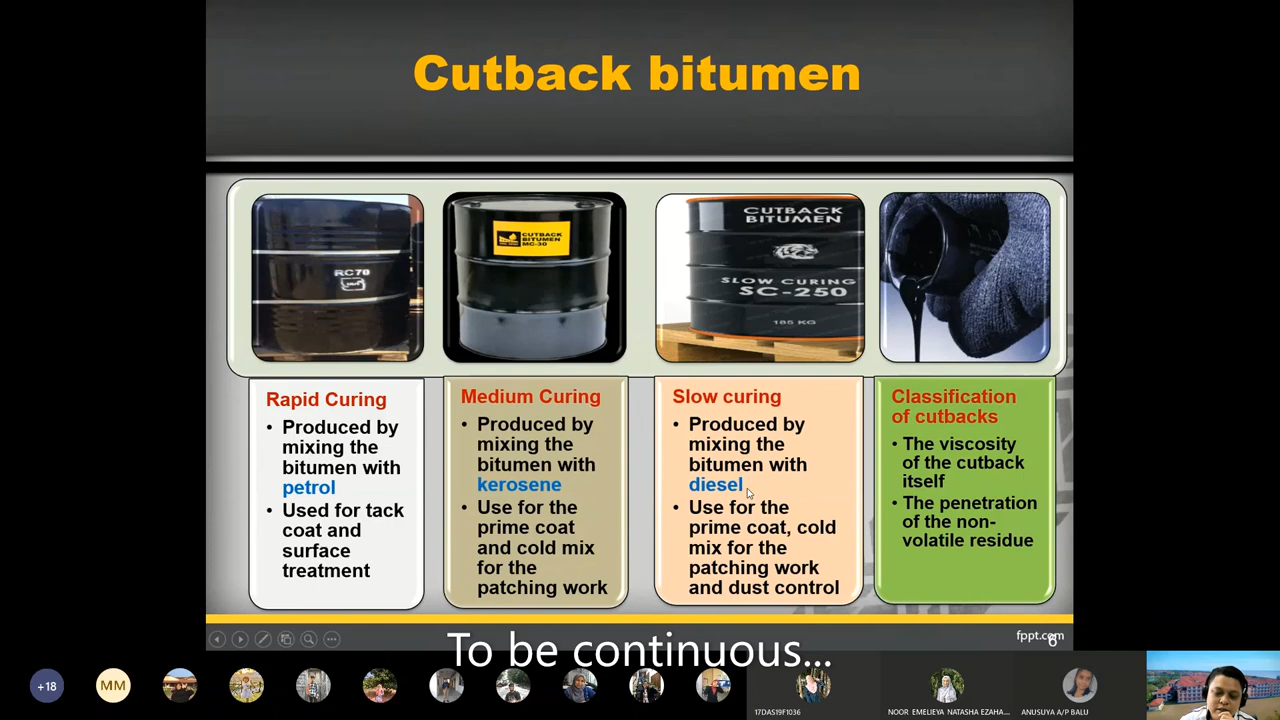 Cutback bitumen
RC70
CUTBACK
BITUMEN
MC-30
CUTBACK
BITUMEN
SLOW CURING
SC-250
185 KG
Rapid Curing
• Produced by
mixing the
bitumen with
petrol
• Used for tack
coat and
surface
treatment
Medium Curing
• Produced by
mixing the
bitumen with
kerosene
• Use for the
prime coat
and cold mix
for the
patching work
Slow curing
• Produced by
mixing the
bitumen with
diesel
• Use for the
prime coat, cold
mix for the
patching work
and dust control
Classification
of cutbacks
• The viscosity
of the cutback
itself
• The penetration
of the non-
volatile residue
fppt.com
6
To be continuous...
+18
MM
17DAS19F1036
NOOR EMELIEYA NATASHA EZAHA...
ANUSUYA A/P BALU